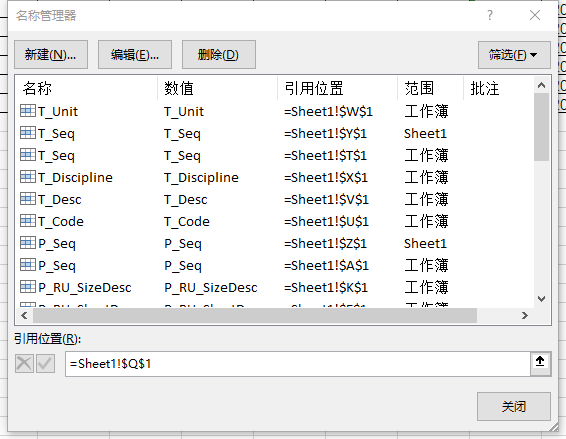 名称管理器
新建(N)... 编辑(E)... 删除(D) 筛选(F)
名称 数值 引用位置 范围 批注
T_Unit T_Unit =Sheet1!$W$1 工作簿
T_Seq T_Seq =Sheet1!$Y$1 Sheet1
T_Seq T_Seq =Sheet1!$T$1 工作簿
T_Discipline T_Discipline =Sheet1!$X$1 工作簿
T_Desc T_Desc =Sheet1!$V$1 工作簿
T_Code T_Code =Sheet1!$U$1 工作簿
P_Seq P_Seq =Sheet1!$Z$1 Sheet1
P_Seq P_Seq =Sheet1!$A$1 工作簿
P_RU_SizeDesc P_RU_SizeDesc =Sheet1!$K$1 工作簿
引用位置(R):
=Sheet1!$Q$1
关闭